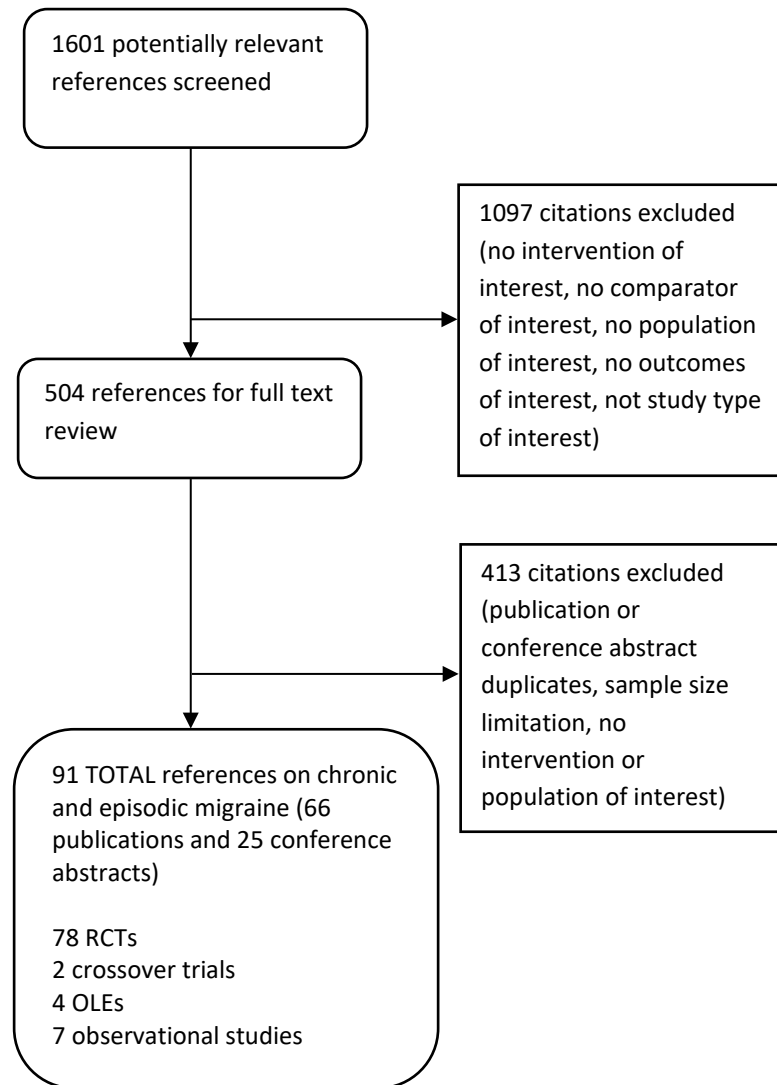 1601 potentially relevant
references screened
1097 citations excluded
(no intervention of
interest, no comparator
of interest, no population
of interest, no outcomes
of interest, not study type
of interest)
504 references for full text
review
413 citations excluded
(publication or
conference abstract
duplicates, sample size
limitation, no
intervention or
population of interest)
91 TOTAL references on chronic
and episodic migraine (66
publications and 25 conference
abstracts)
78 RCTs
2 crossover trials
4 OLEs
7 observational studies